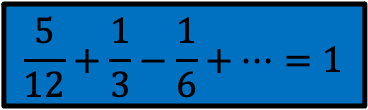 5/12 + 1/3 − 1/6 + ⋯ = 1